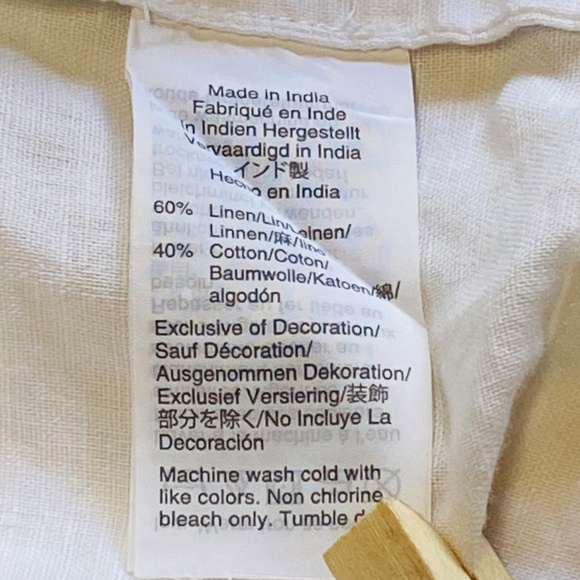 Made in India
Fabriqué en Inde
In Indien Hergestellt
Vervaardigd in India
インド製
Hecho en India
60% Linen/Lin/Leinen/
Linnen/麻/lino
40% Cotton/Coton/
Baumwolle/Katoen/綿/
algodón
Exclusive of Decoration/
Sauf Décoration/
Ausgenommen Dekoration/
Exclusief Versiering/装飾
部分を除く/No Incluye La
Decoración
Machine wash cold with
like colors. Non chlorine
bleach only. Tumble